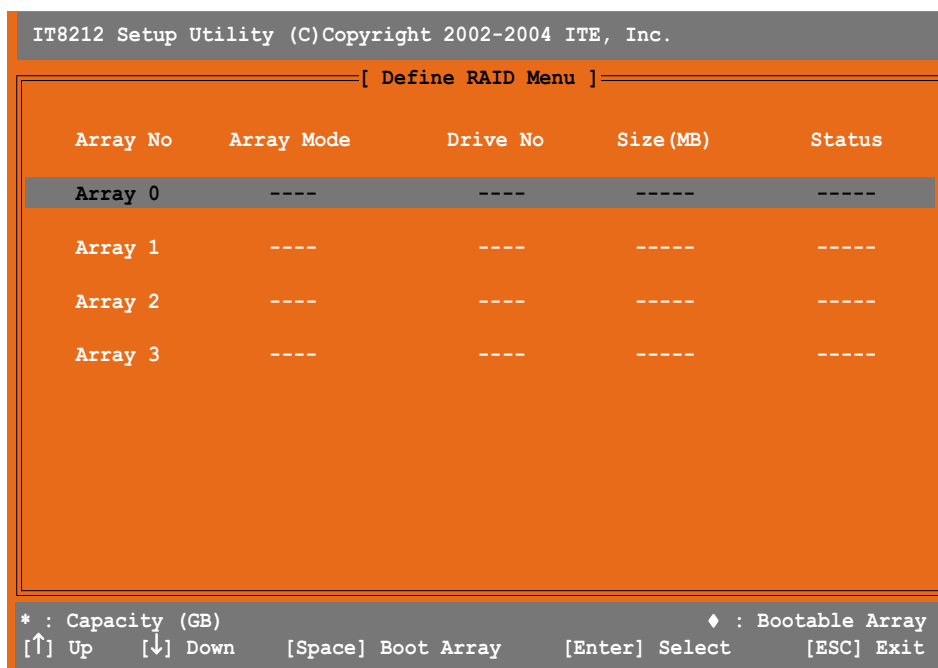 IT8212 Setup Utility (C)Copyright 2002-2004 ITE, Inc.
[ Define RAID Menu ]
Array No Array Mode Drive No Size(MB) Status
Array 0 ---- ---- ----- -----
Array 1 ---- ---- ----- -----
Array 2 ---- ---- ----- -----
Array 3 ---- ---- ----- -----
* : Capacity (GB) ♦ : Bootable Array
[↑] Up [↓] Down [Space] Boot Array [Enter] Select [ESC] Exit